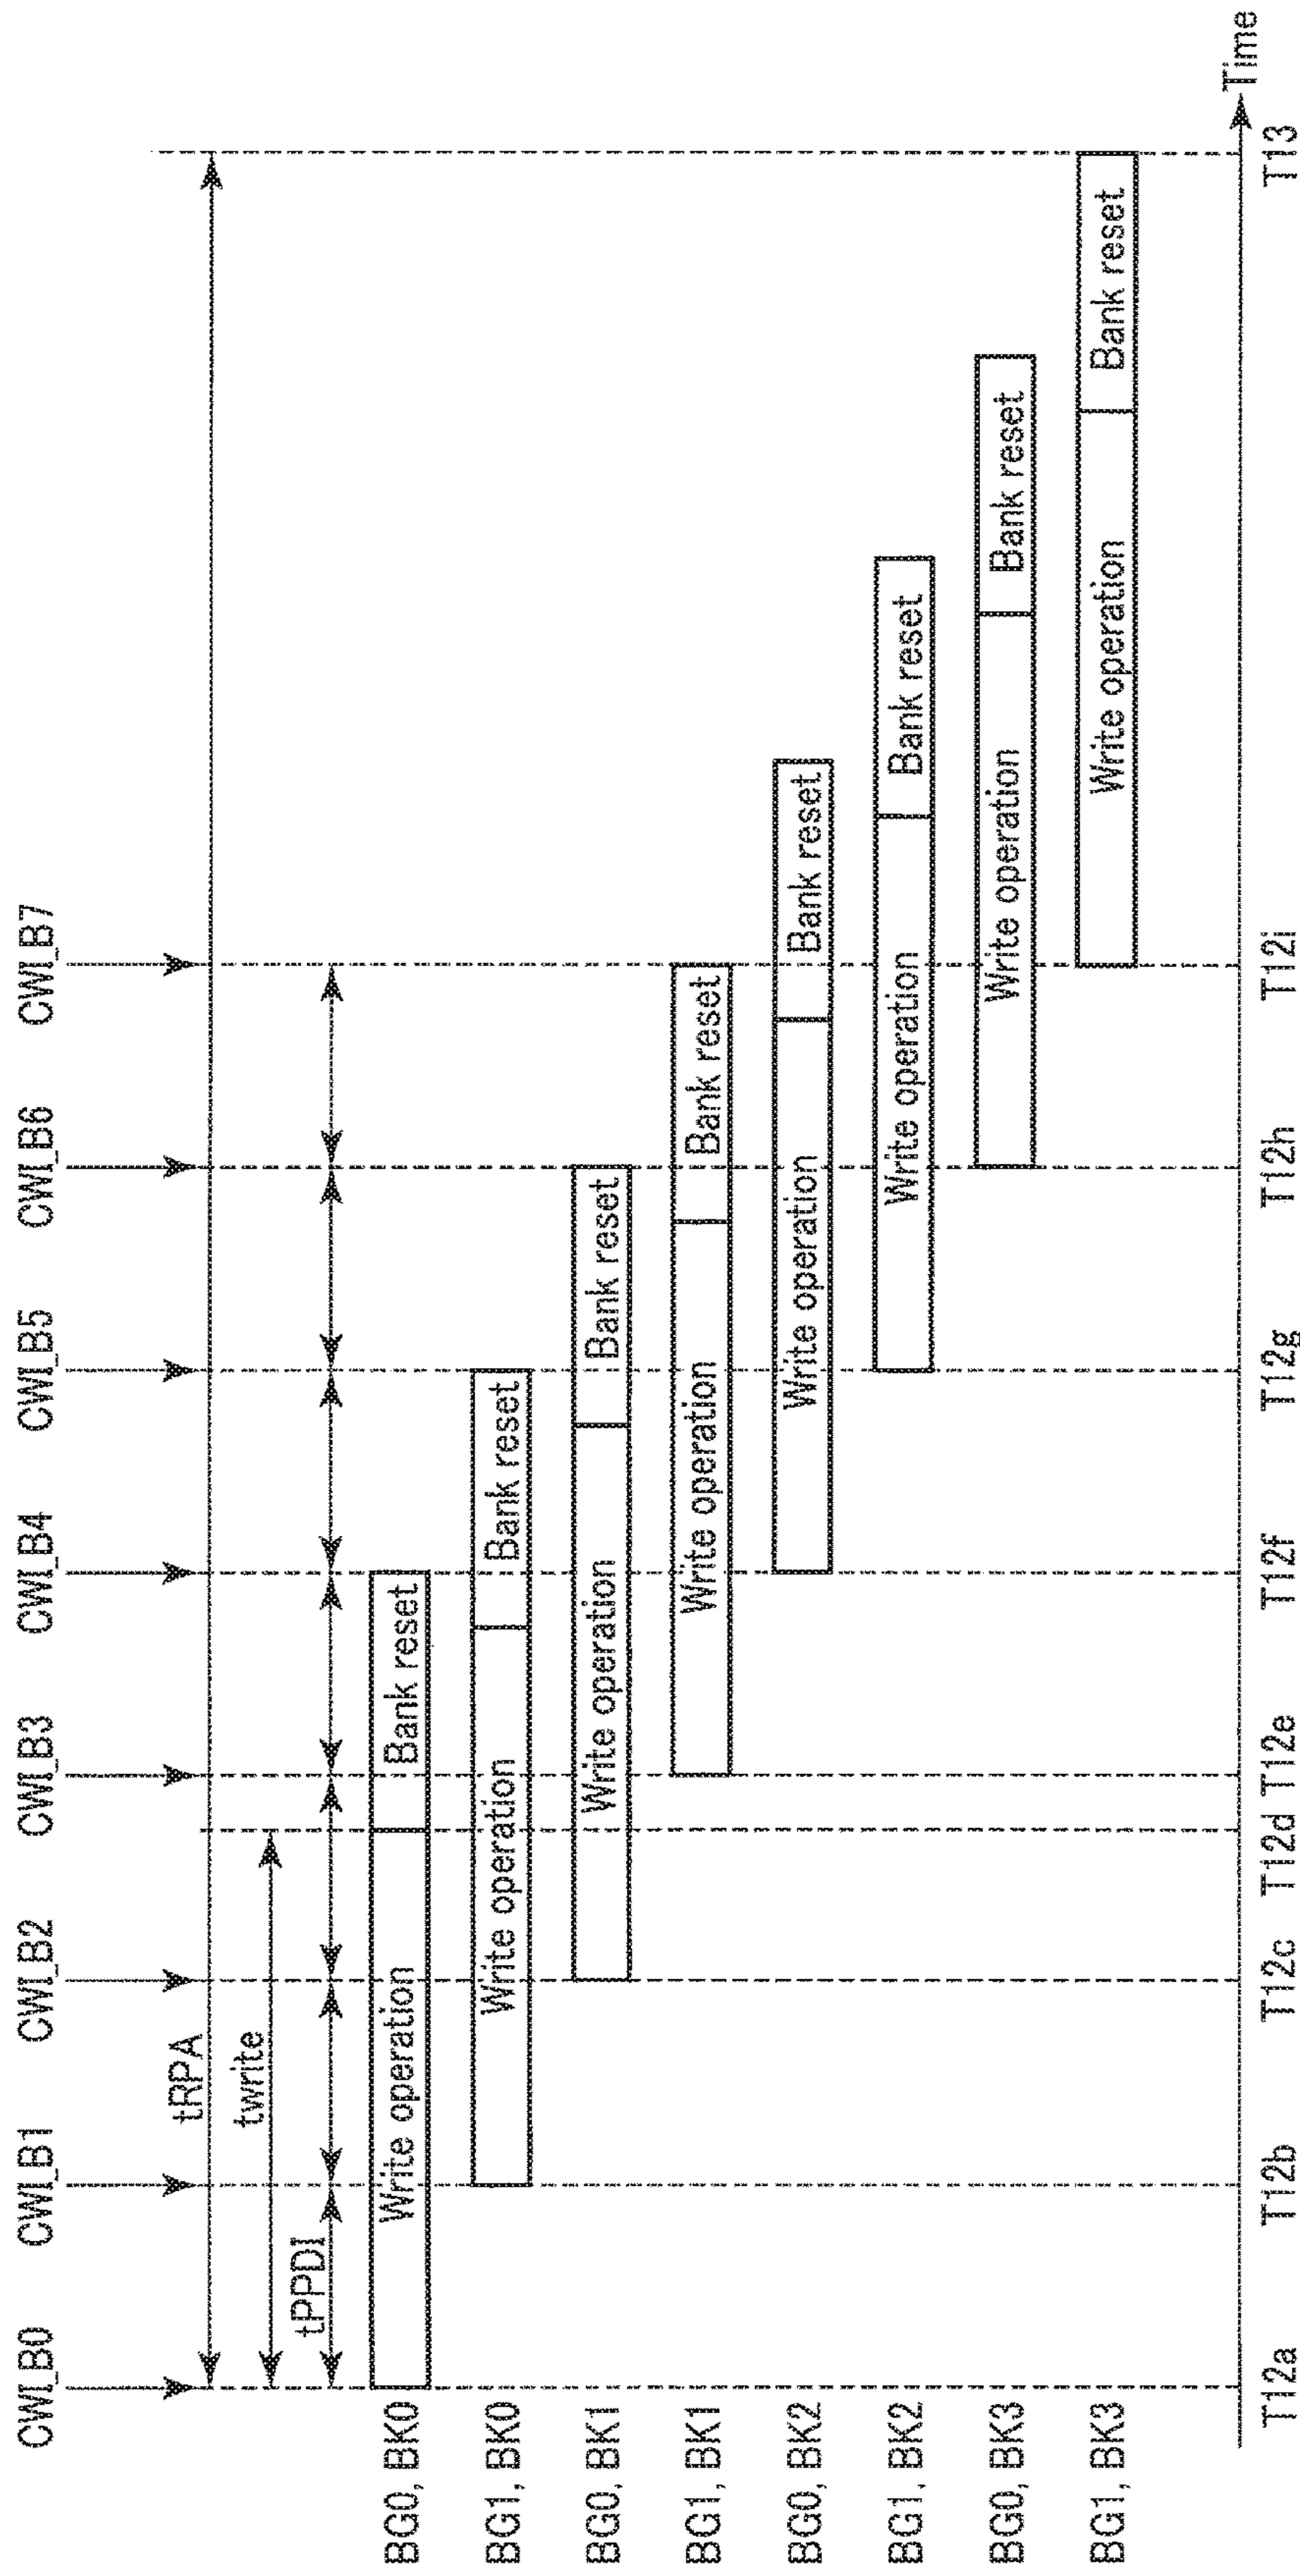 CWI_B0 CWI_B1 CWI_B2 CWI_B3 CWI_B4 CWI_B5 CWI_B6 CWI_B7
tRPA
twrite
tPPDI
BG0, BK0 Write operation Bank reset
BG1, BK0 Write operation Bank reset
BG0, BK1 Write operation Bank reset
BG1, BK1 Write operation Bank reset
BG0, BK2 Write operation Bank reset
BG1, BK2 Write operation Bank reset
BG0, BK3 Write operation Bank reset
BG1, BK3 Write operation Bank reset
Time
T12a T12b T12c T12d T12e T12f T12g T12h T12i T13